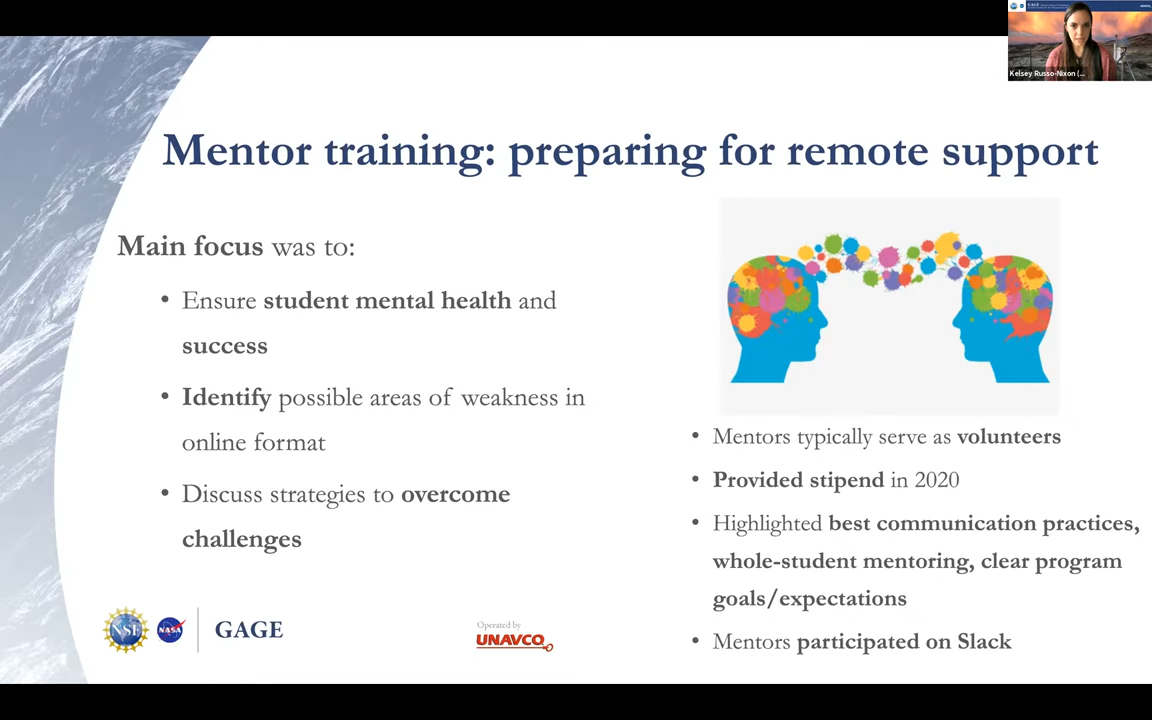 GAGE
Kelsey Russo-Nixon (...
Mentor training: preparing for remote support
Main focus was to:
• Ensure student mental health and
success
• Identify possible areas of weakness in
online format
• Discuss strategies to overcome
challenges
• Mentors typically serve as volunteers
• Provided stipend in 2020
• Highlighted best communication practices,
whole-student mentoring, clear program
goals/expectations
• Mentors participated on Slack
NSF
NASA
GAGE
Operated by
UNAVCO